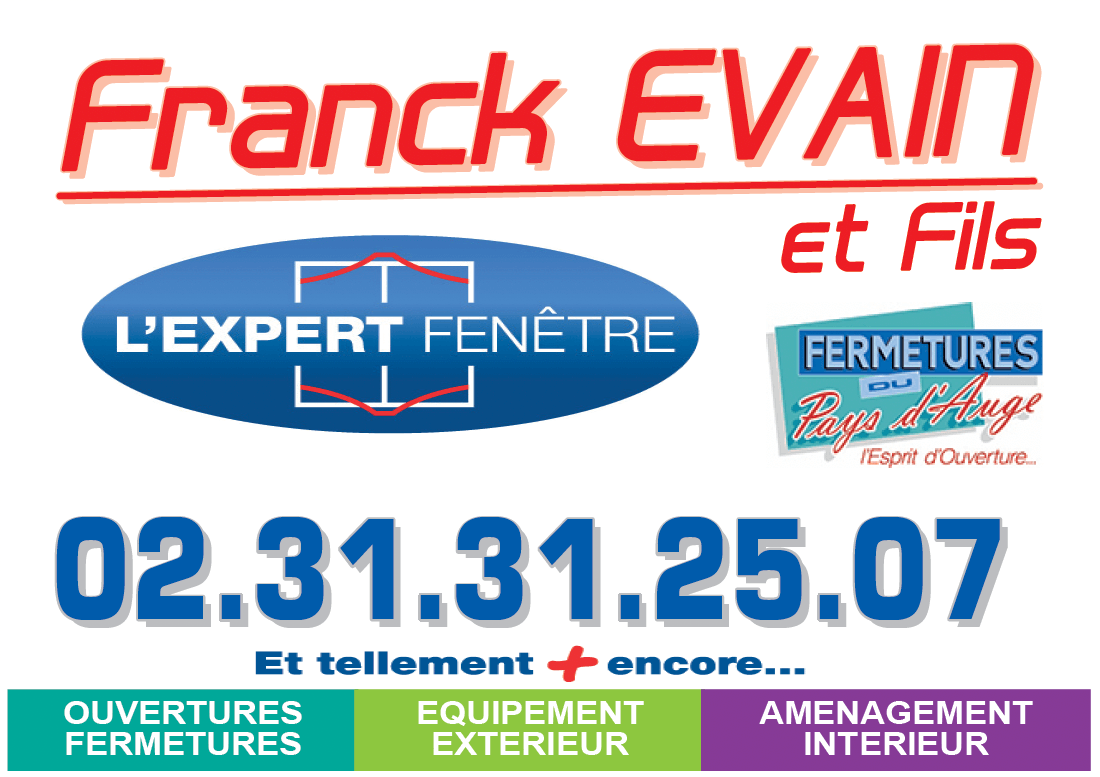 Franck EVAIN
et Fils
L'EXPERT FENÊTRE
FERMETURES
DU
Pays d'Auge
l'Esprit d'Ouverture...
02.31.31.25.07
Et tellement + encore...
OUVERTURES
FERMETURES
EQUIPEMENT
EXTERIEUR
AMENAGEMENT
INTERIEUR